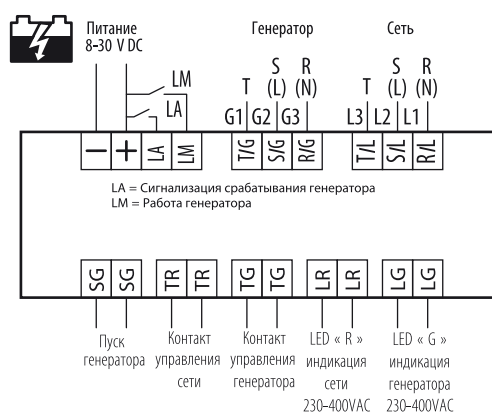 Питание
8–30 V DC
LM
LA
Генератор
S R
T (L) (N)
G1 G2 G3
Сеть
S R
T (L) (N)
L3 L2 L1
– + LA LM
T/G S/G R/G
T/L S/L R/L
LA = Сигнализация срабатывания генератора
LM = Работа генератора
SG SG TR TR TG TG LR LR LG LG
Пуск
генератора
Контакт
управления
сети
Контакт
управления
генератора
LED « R »
индикация
сети
230–400VAC
LED « G »
индикация
генератора
230–400VAC